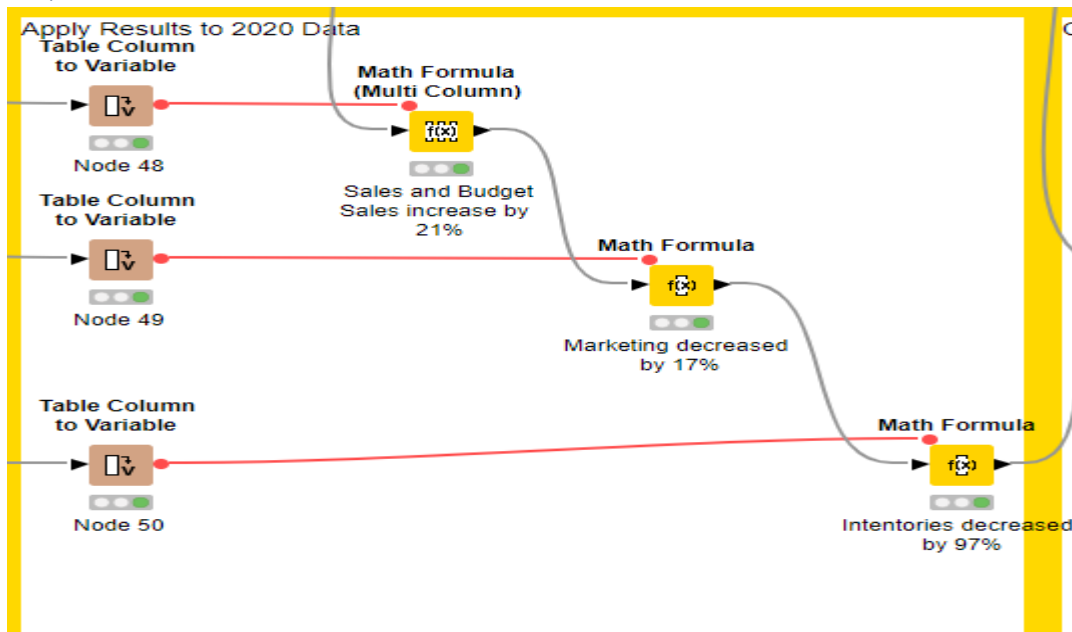 Apply Results to 2020 Data
Table Column
to Variable
Node 48
Math Formula
(Multi Column)
f(x)
Sales and Budget
Sales increase by
21%
Table Column
to Variable
Node 49
Math Formula
f(x)
Marketing decreased
by 17%
Table Column
to Variable
Node 50
Math Formula
f(x)
Intentories decreased
by 97%